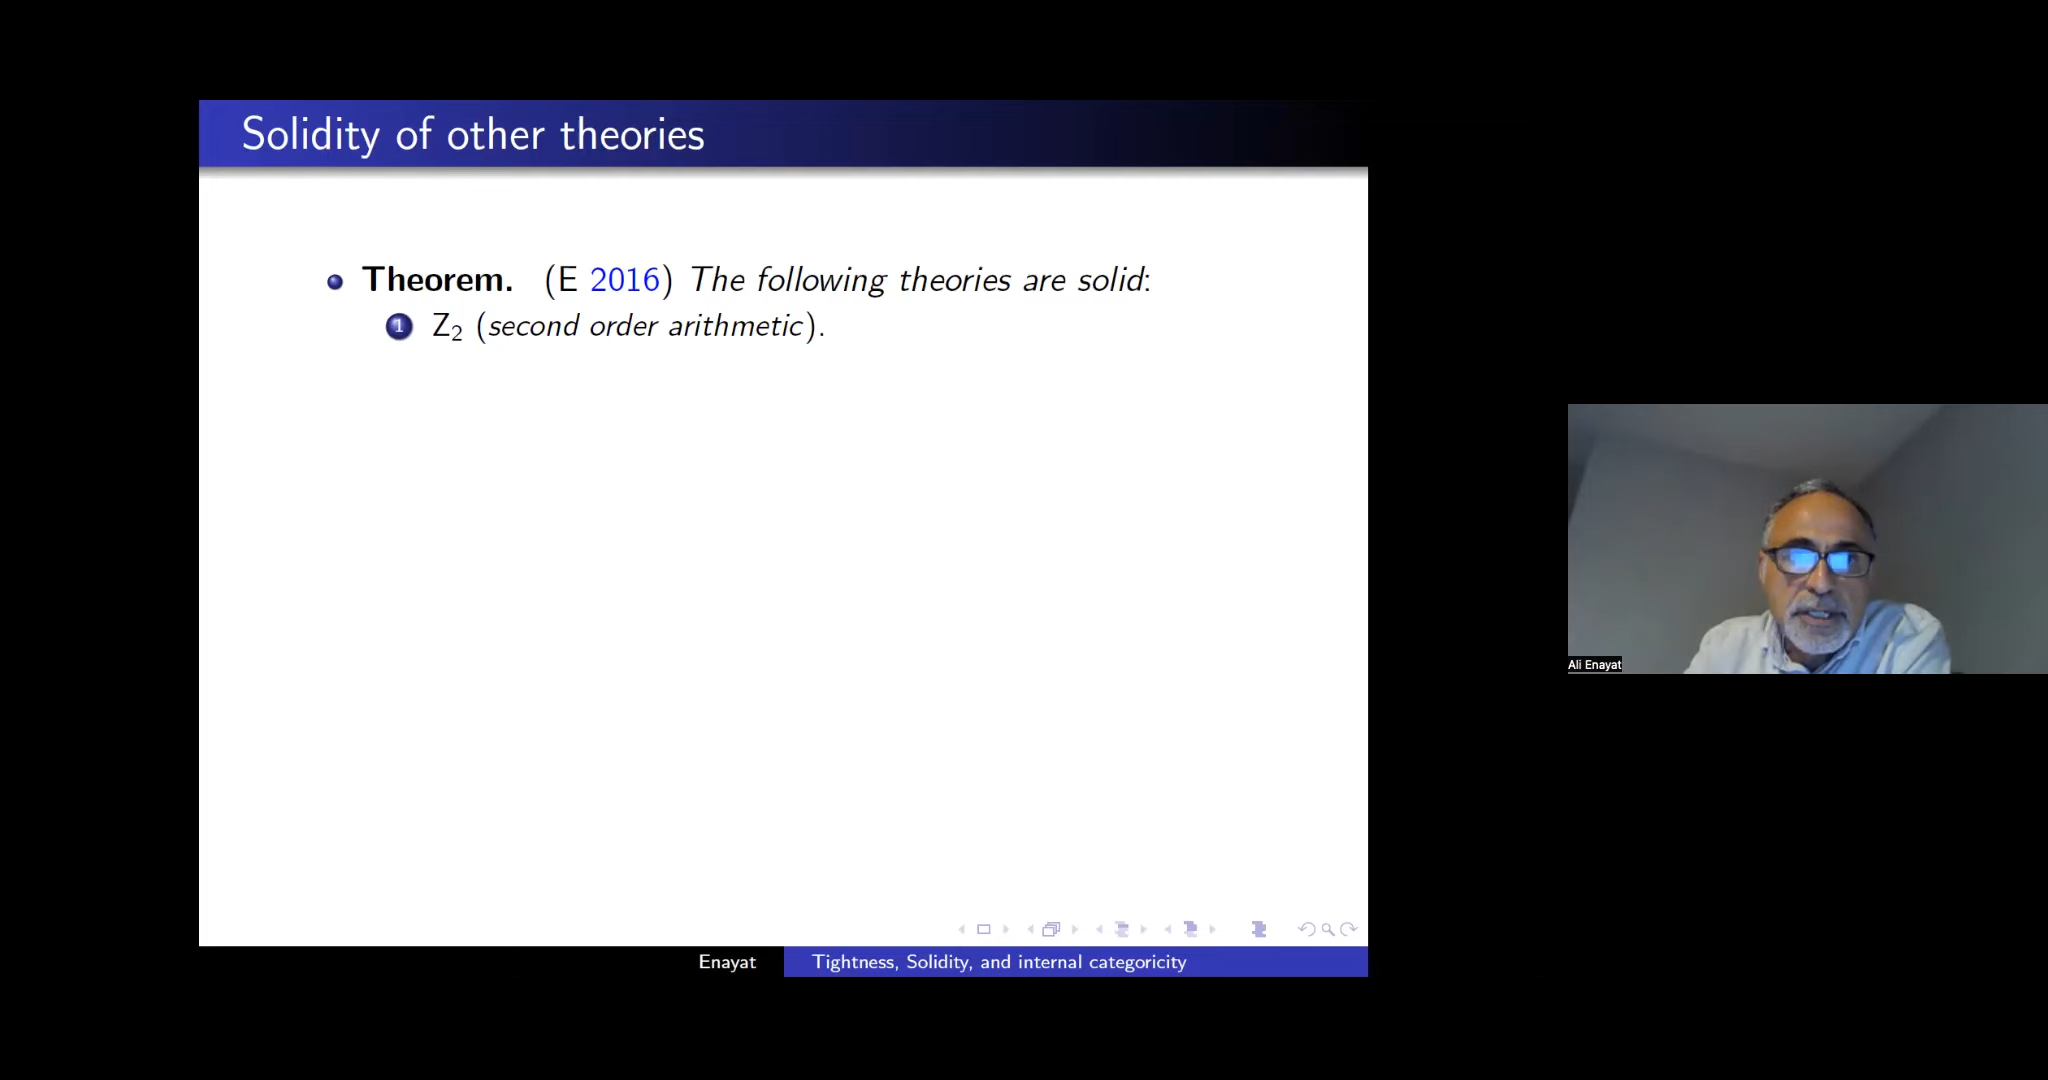 Solidity of other theories
Theorem. (E 2016) The following theories are solid:
1 Z₂ (second order arithmetic).
Ali Enayat
Enayat Tightness, Solidity, and internal categoricity